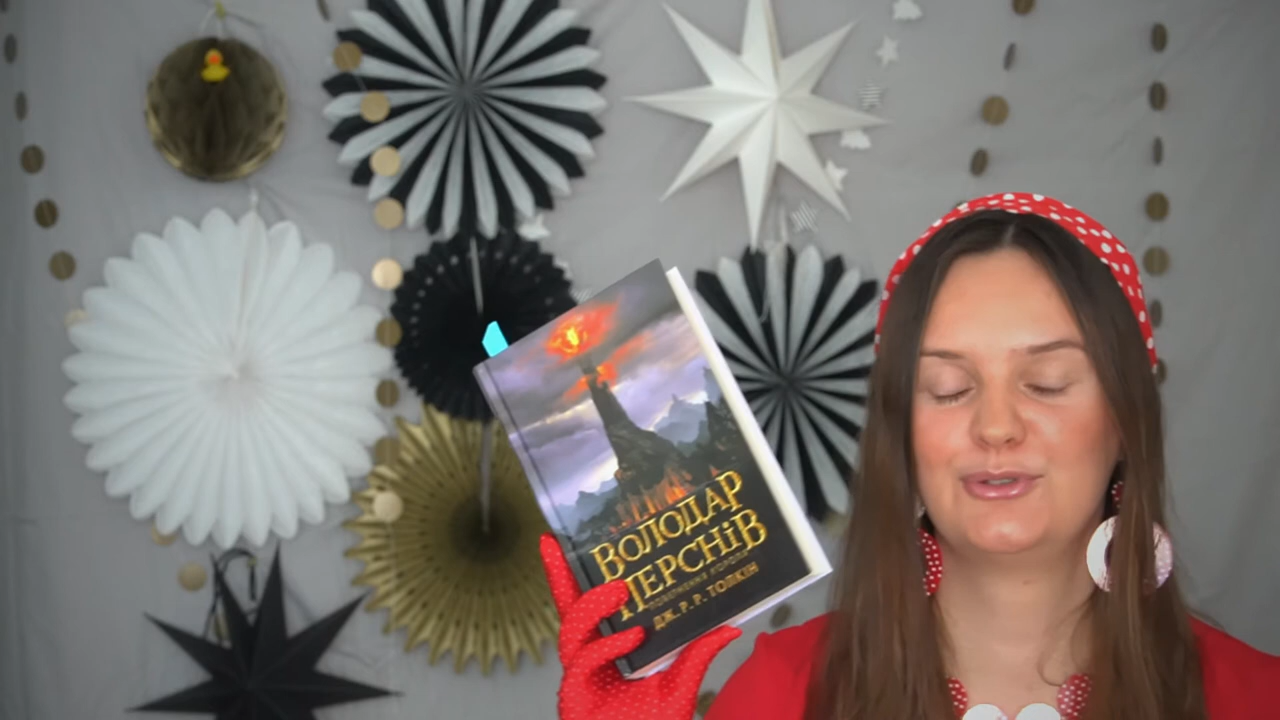 ВОЛОДАР
ПЕРСНІВ
ПОВЕРНЕННЯ КОРОЛЯ
ДЖ. Р. Р. ТОЛКІН